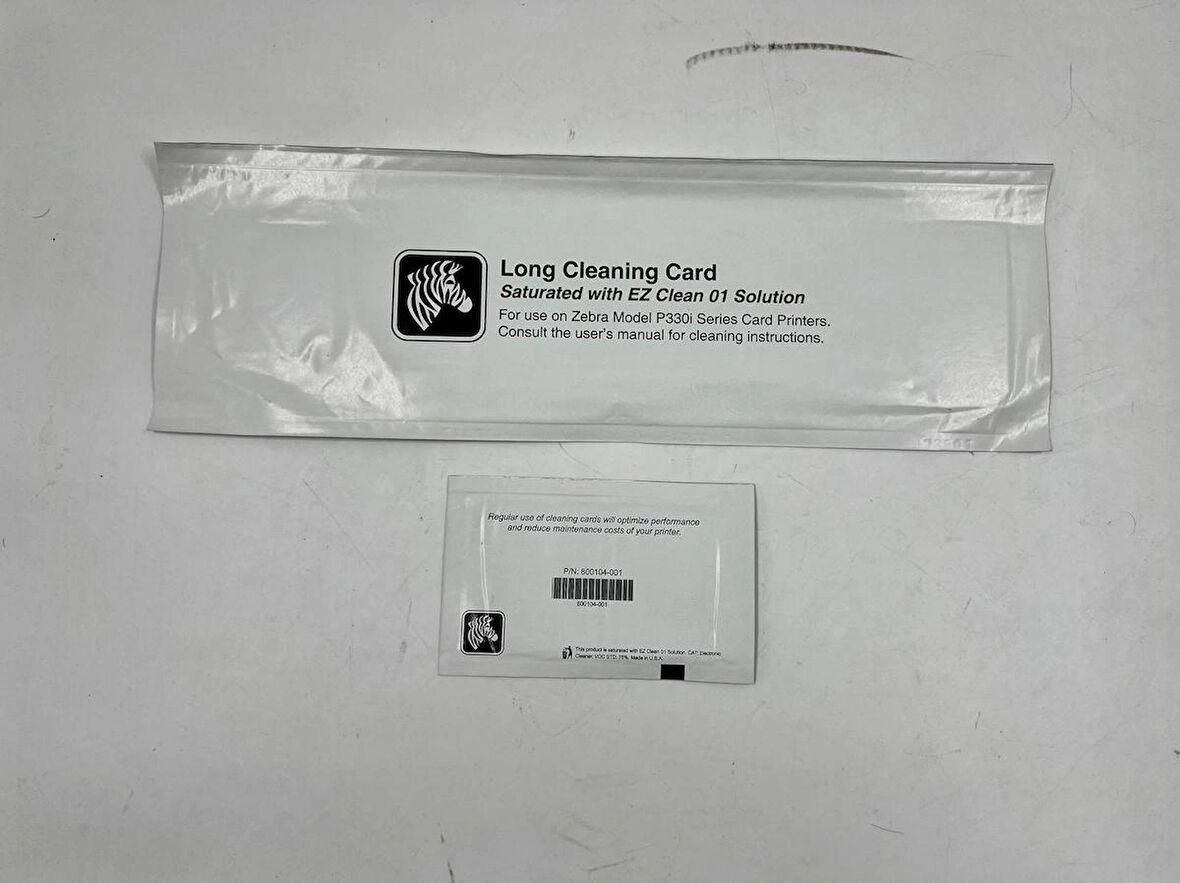 Long Cleaning Card
Saturated with EZ Clean 01 Solution
For use on Zebra Model P330i Series Card Printers.
Consult the user's manual for cleaning instructions.
Regular use of cleaning cards will optimize performance
and reduce maintenance costs of your printer.
P/N: 800104-001
800104-001
This product is saturated with EZ Clean 01 Solution. CAT: Electronic
Cleaner, VOC STD: 75%. Made in U.S.A.